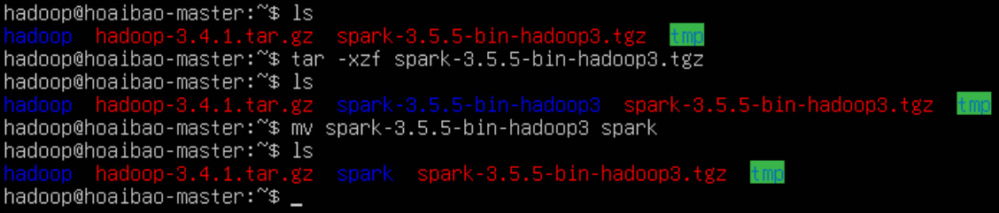 hadoop@hoaibao-master:~$ ls
hadoop hadoop-3.4.1.tar.gz spark-3.5.5-bin-hadoop3.tgz tmp
hadoop@hoaibao-master:~$ tar -xzf spark-3.5.5-bin-hadoop3.tgz
hadoop@hoaibao-master:~$ ls
hadoop hadoop-3.4.1.tar.gz spark-3.5.5-bin-hadoop3 spark-3.5.5-bin-hadoop3.tgz tmp
hadoop@hoaibao-master:~$ mv spark-3.5.5-bin-hadoop3 spark
hadoop@hoaibao-master:~$ ls
hadoop hadoop-3.4.1.tar.gz spark spark-3.5.5-bin-hadoop3.tgz tmp
hadoop@hoaibao-master:~$ _